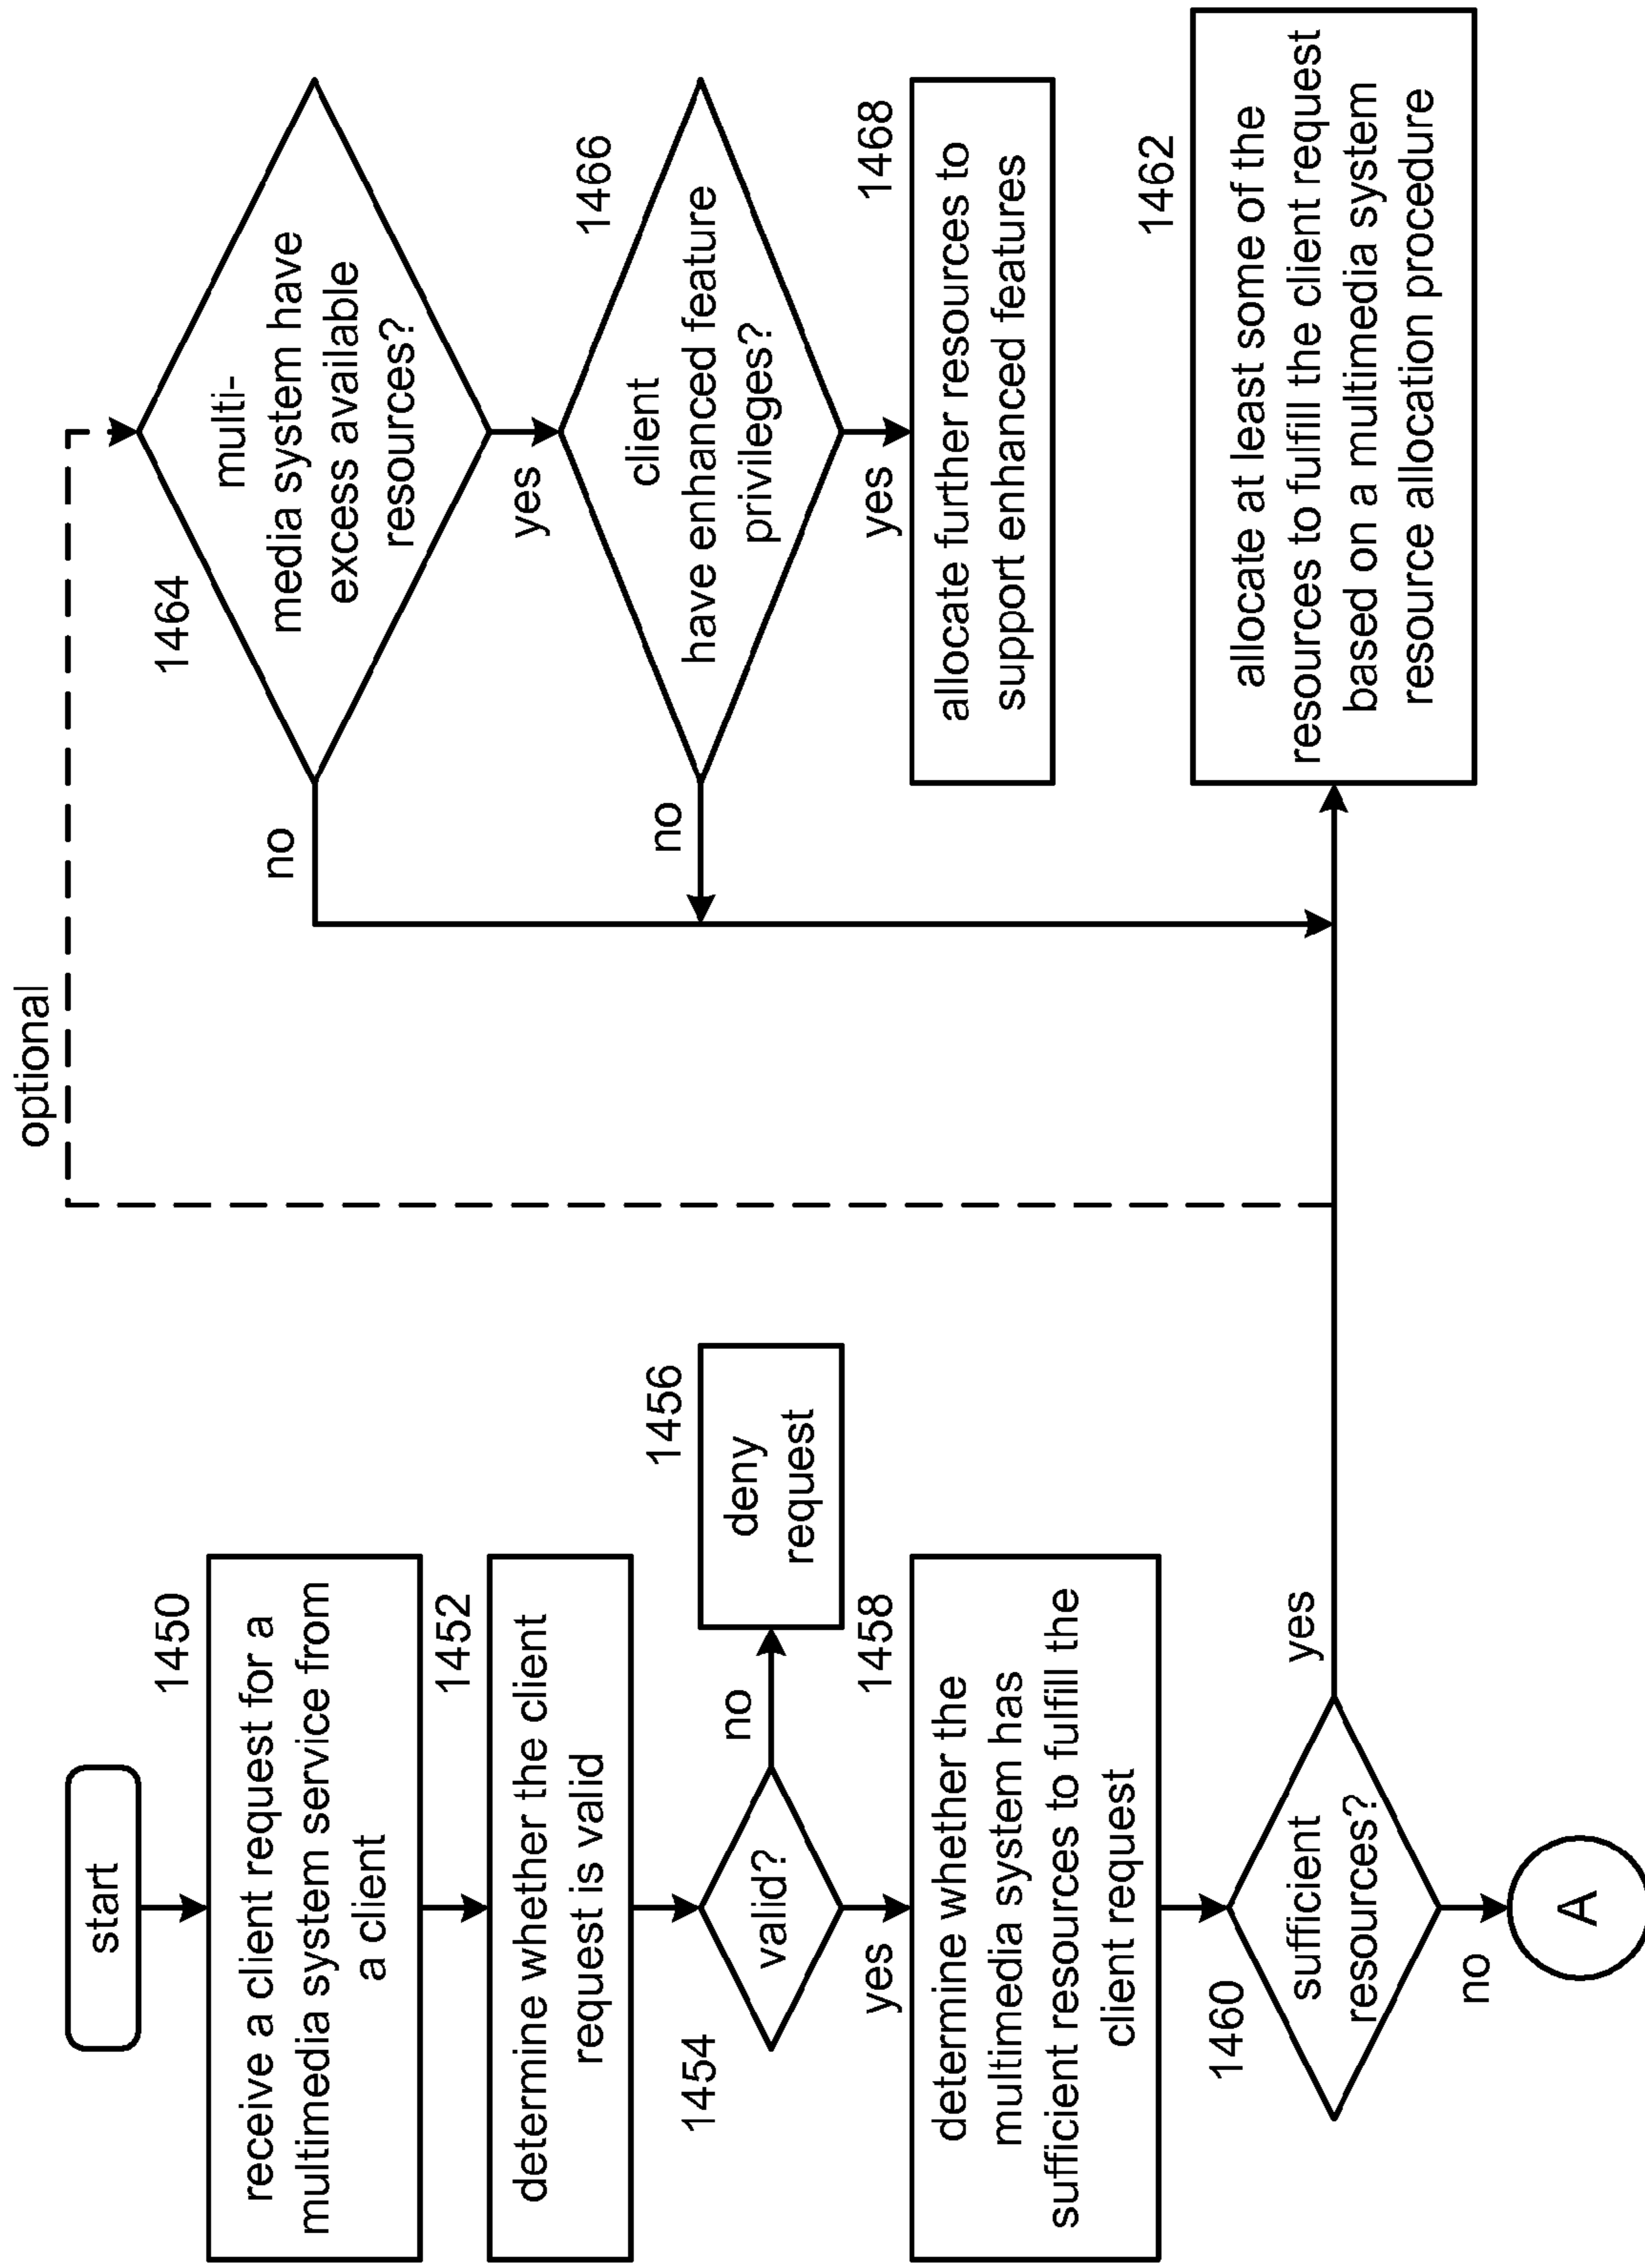 start
1450
receive a client request for a
multimedia system service from
a client
1452
determine whether the client
request is valid
1454
valid?
no
1456
deny
request
yes
1458
determine whether the
multimedia system has
sufficient resources to fulfill the
client request
1460
sufficient
resources?
yes
no
A
optional
1464
multi-
media system have
excess available
resources?
no
yes
1466
client
have enhanced feature
privileges?
no
yes
1468
allocate further resources to
support enhanced features
1462
allocate at least some of the
resources to fulfill the client request
based on a multimedia system
resource allocation procedure